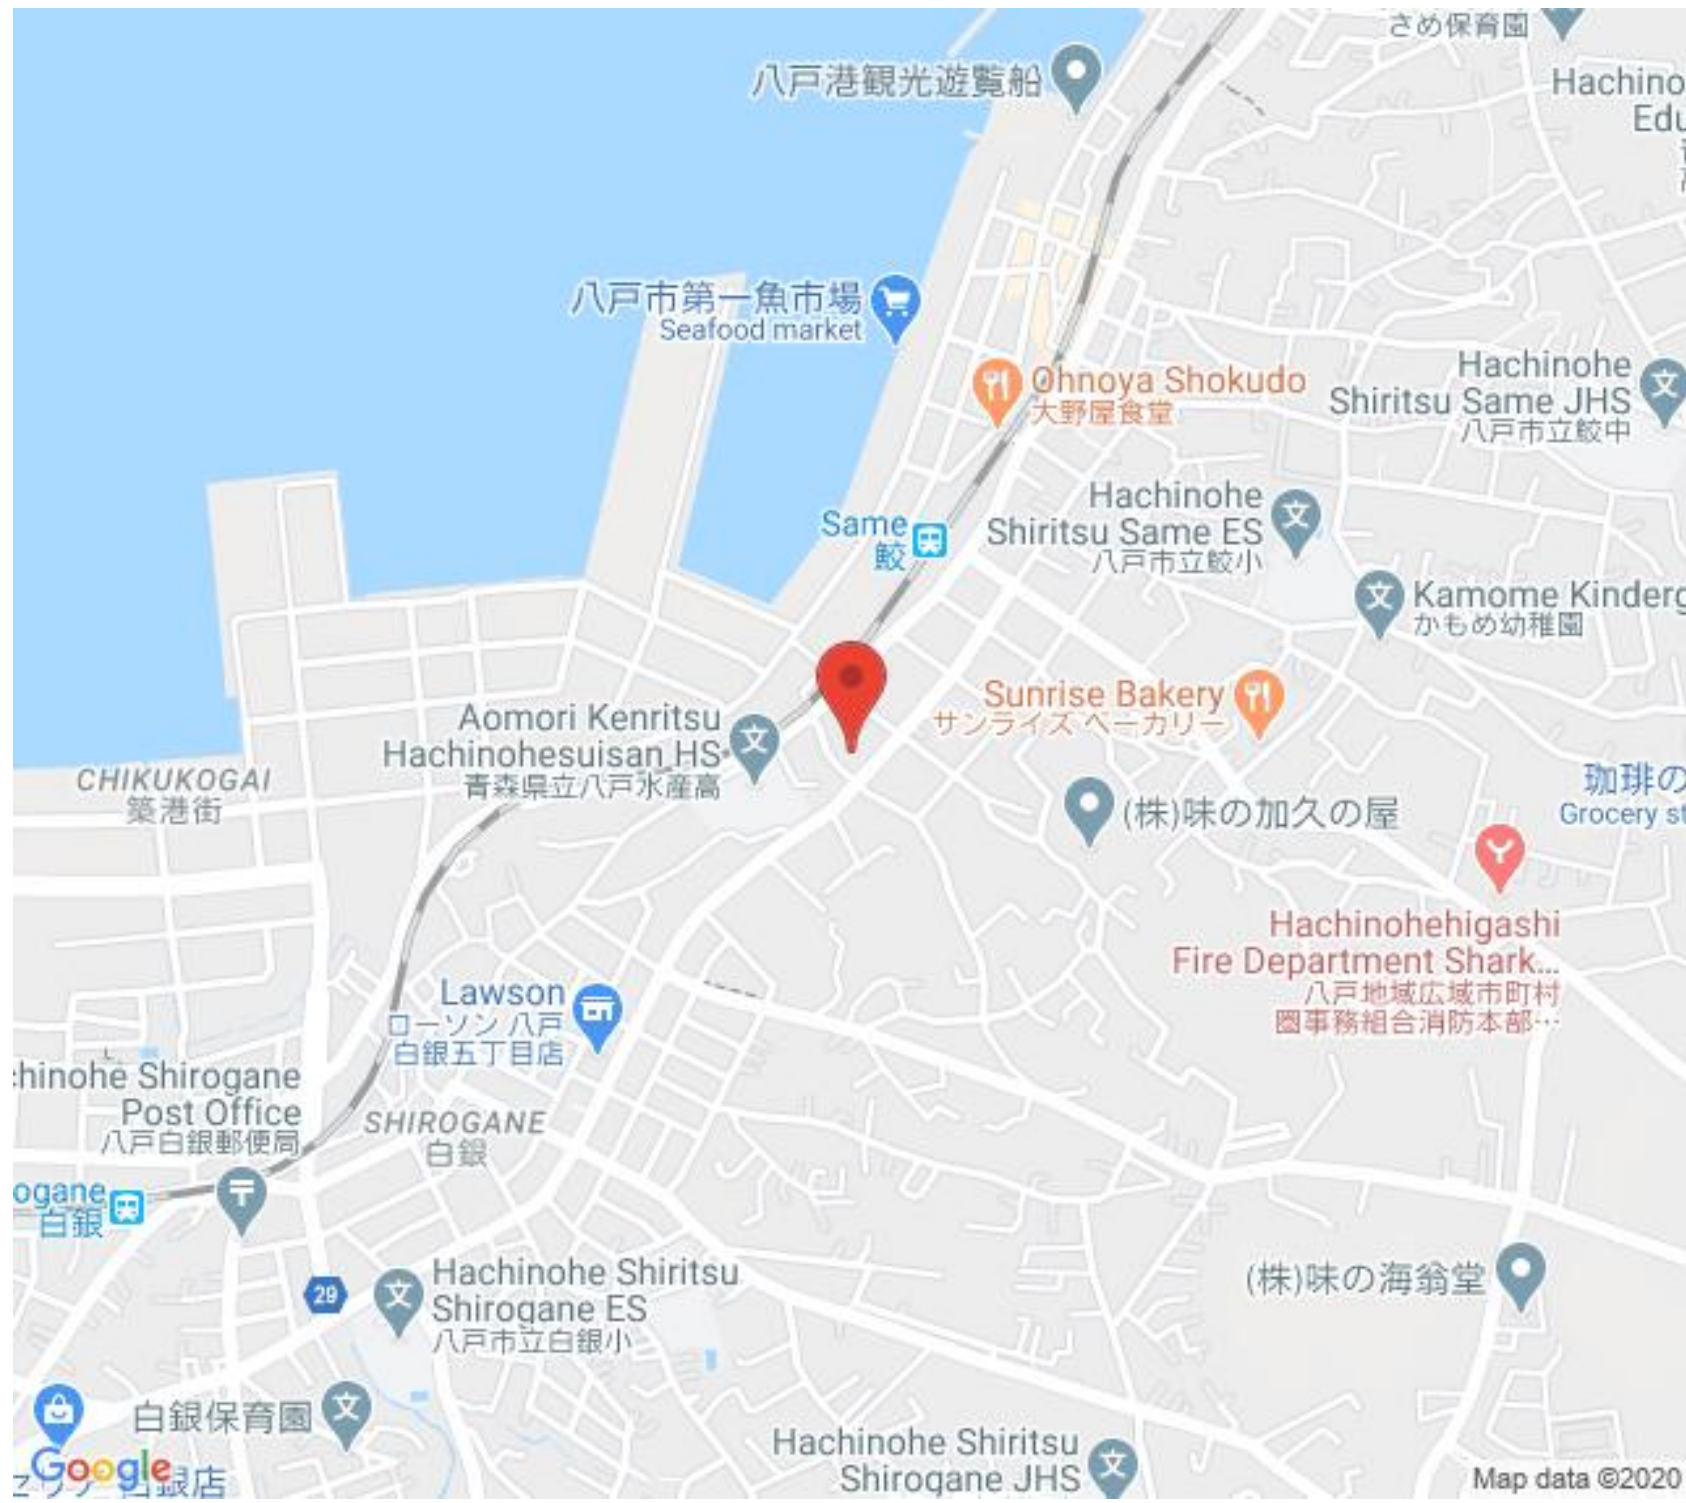 さめ保育園
八戸港観光遊覧船
Hachino
Edu
八戸市第一魚市場
Seafood market
Ohnoya Shokudo
大野屋食堂
Hachinohe
Shiritsu Same JHS
八戸市立鮫中
Hachinohe
Shiritsu Same ES
八戸市立鮫小
Same
鮫
Kamome Kinderg
かもめ幼稚園
Sunrise Bakery
サンライズ ベーカリー
Aomori Kenritsu
Hachinohesuisan HS
青森県立八戸水産高
CHIKUKOGAI
築港街
珈琲の
Grocery st
(株)味の加久の屋
Hachinohehigashi
Fire Department Shark...
八戸地域広域市町村
圏事務組合消防本部…
Lawson
ローソン 八戸
白銀五丁目店
chinohe Shirogane
Post Office
八戸白銀郵便局
SHIROGANE
白銀
ogane
白銀
29
Hachinohe Shiritsu
Shirogane ES
八戸市立白銀小
(株)味の海翁堂
白銀保育園
Hachinohe Shiritsu
Shirogane JHS
Google
白銀店
Map data ©2020